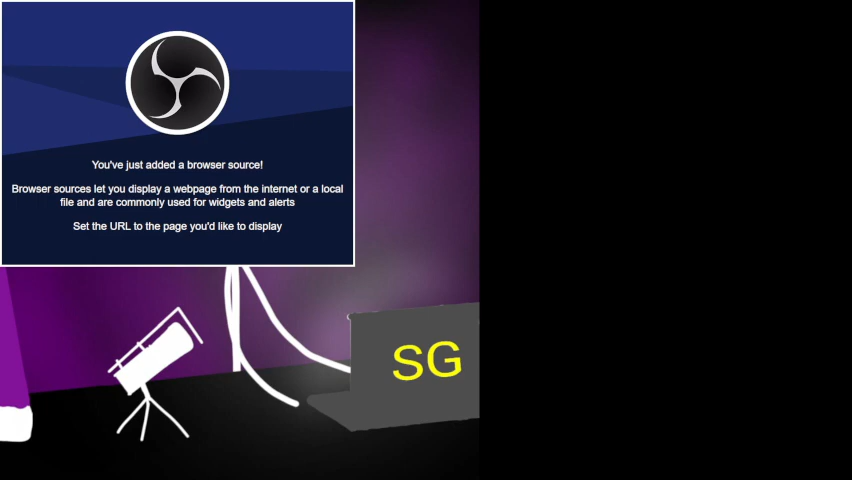 You've just added a browser source!
Browser sources let you display a webpage from the internet or a local
file and are commonly used for widgets and alerts
Set the URL to the page you'd like to display
SG